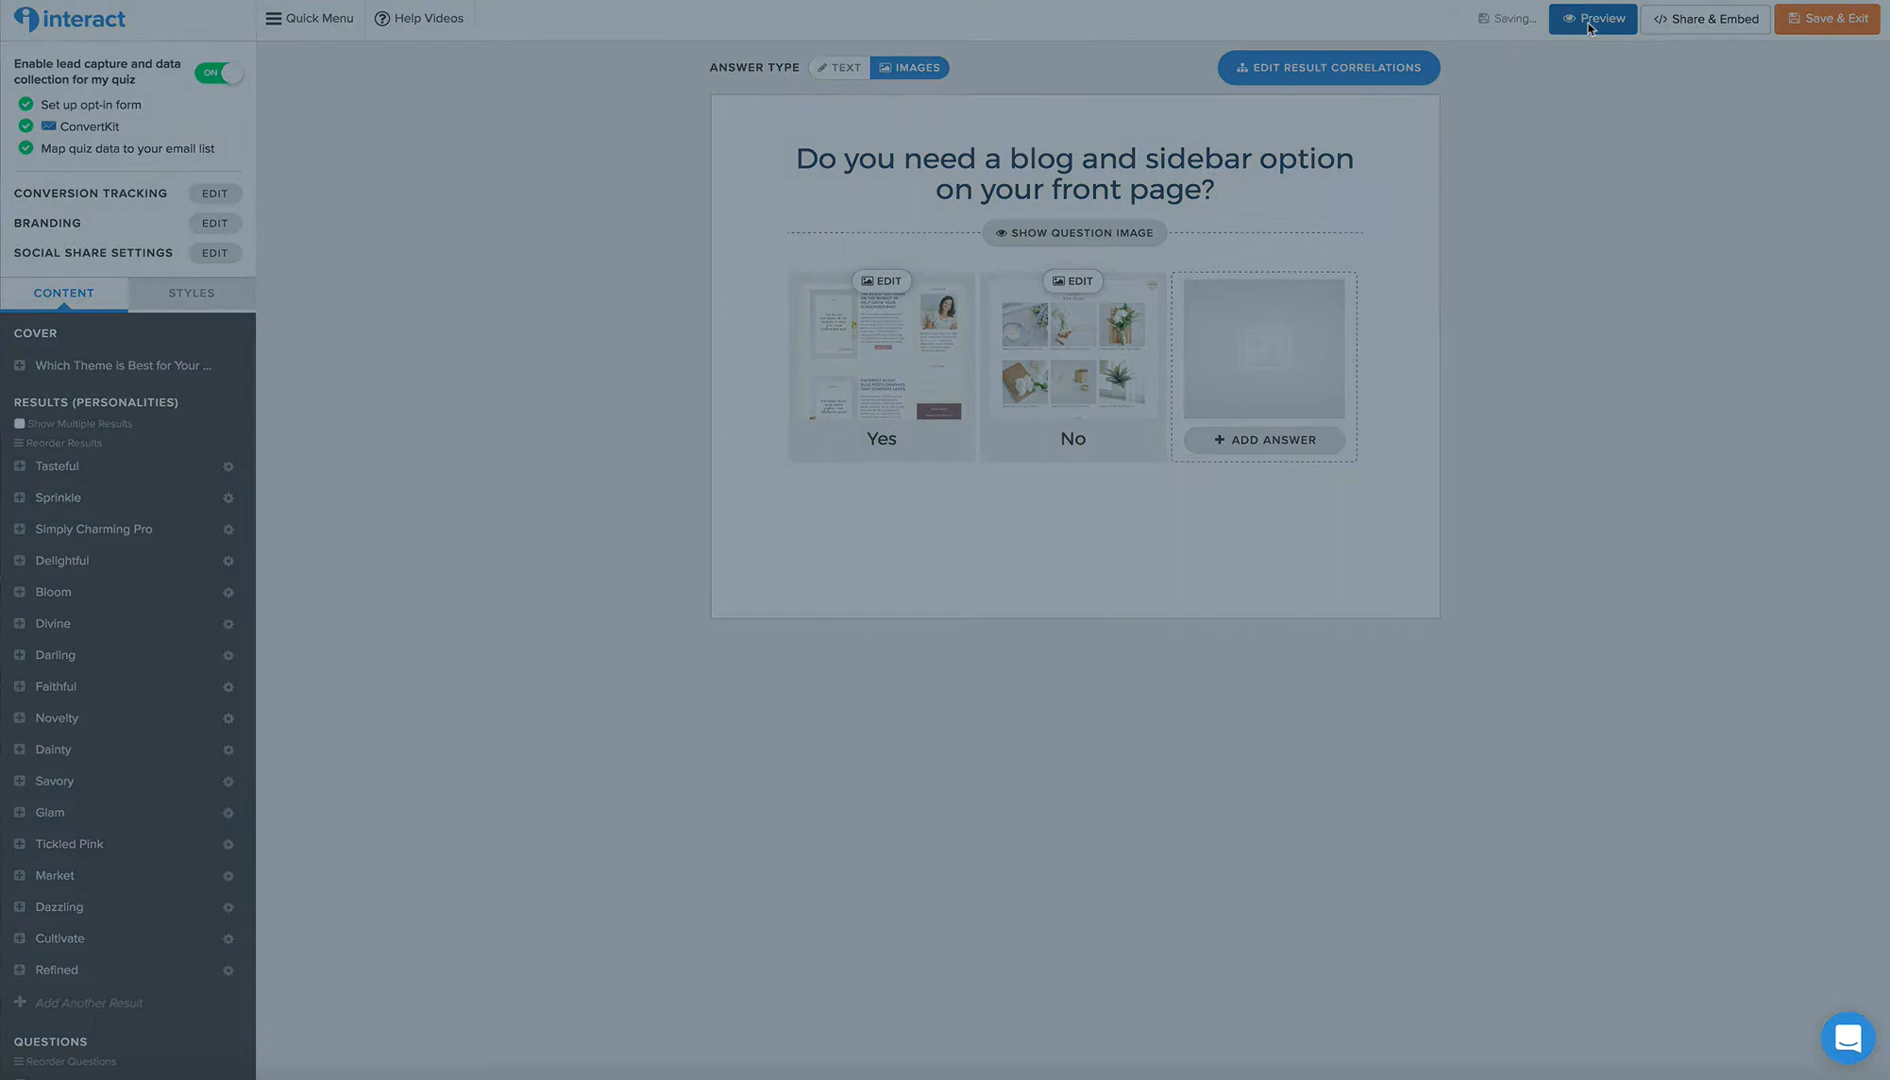 interact
Quick Menu
Help Videos
Saving...
Preview
Share & Embed
Save & Exit
Enable lead capture and data
collection for my quiz
ON
Set up opt-in form
ConvertKit
Map quiz data to your email list
CONVERSION TRACKING
EDIT
BRANDING
EDIT
SOCIAL SHARE SETTINGS
EDIT
CONTENT
STYLES
COVER
Which Theme is Best for Your ...
RESULTS (PERSONALITIES)
Show Multiple Results
Reorder Results
Tasteful
Sprinkle
Simply Charming Pro
Delightful
Bloom
Divine
Darling
Faithful
Novelty
Dainty
Savory
Glam
Tickled Pink
Market
Dazzling
Cultivate
Refined
Add Another Result
QUESTIONS
Reorder Questions
ANSWER TYPE
TEXT
IMAGES
EDIT RESULT CORRELATIONS
Do you need a blog and sidebar option
on your front page?
SHOW QUESTION IMAGE
EDIT
EDIT
Yes
No
ADD ANSWER